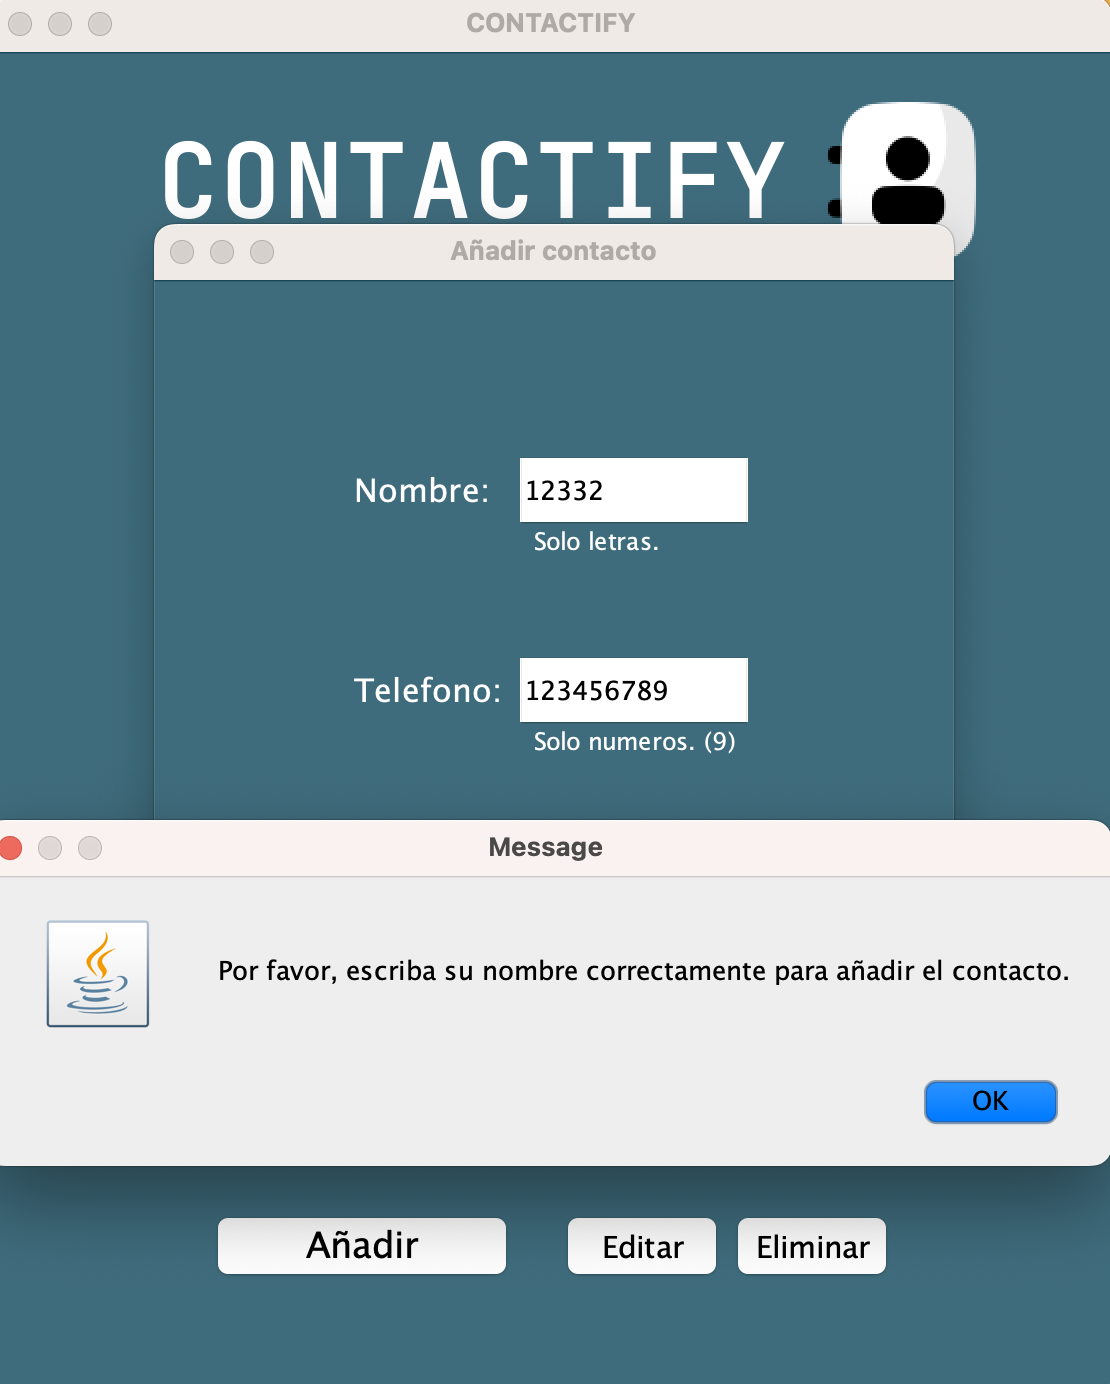 CONTACTIFY
CONTACTIFY
Añadir contacto
Nombre: 12332
Solo letras.
Telefono: 123456789
Solo numeros. (9)
Message
Por favor, escriba su nombre correctamente para añadir el contacto.
OK
Añadir Editar Eliminar